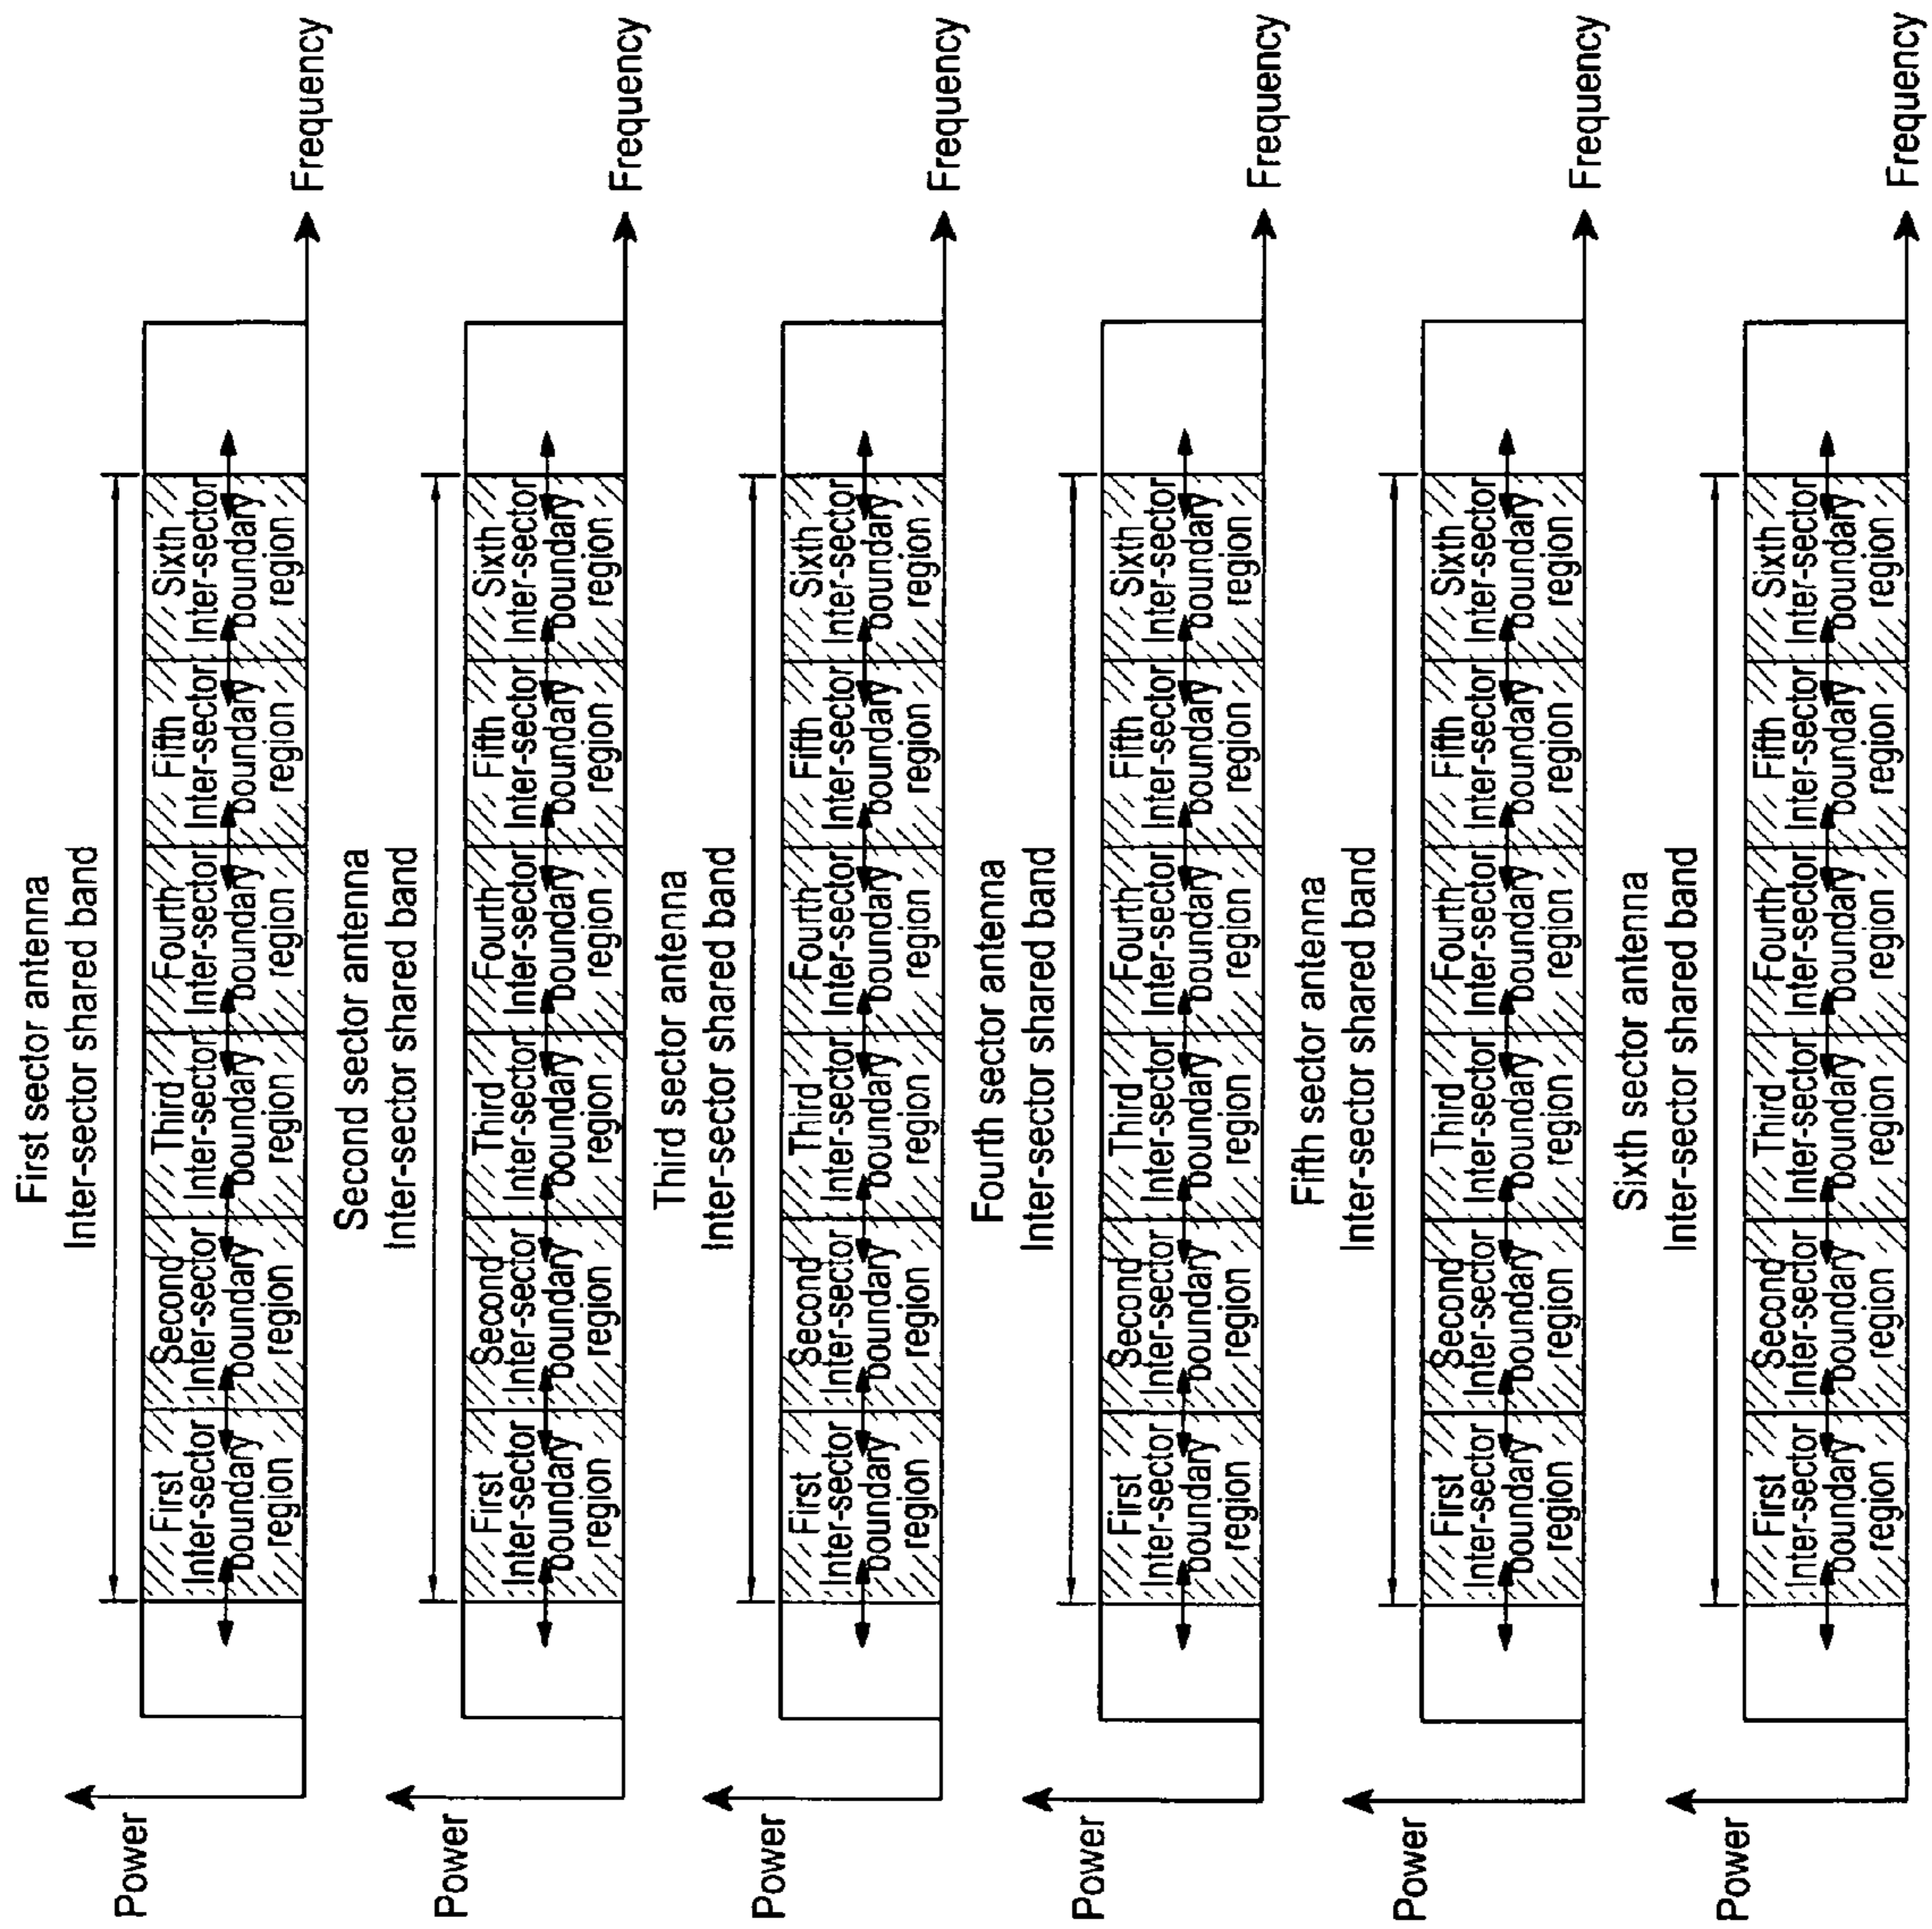 First sector antenna
Inter-sector shared band
Power
First
Inter-sector
boundary
region
Second
Inter-sector
boundary
region
Third
Inter-sector
boundary
region
Fourth
Inter-sector
boundary
region
Fifth
Inter-sector
boundary
region
Sixth
Inter-sector
boundary
region
Frequency
Second sector antenna
Inter-sector shared band
Power
First
Inter-sector
boundary
region
Second
Inter-sector
boundary
region
Third
Inter-sector
boundary
region
Fourth
Inter-sector
boundary
region
Fifth
Inter-sector
boundary
region
Sixth
Inter-sector
boundary
region
Frequency
Third sector antenna
Inter-sector shared band
Power
First
Inter-sector
boundary
region
Second
Inter-sector
boundary
region
Third
Inter-sector
boundary
region
Fourth
Inter-sector
boundary
region
Fifth
Inter-sector
boundary
region
Sixth
Inter-sector
boundary
region
Frequency
Fourth sector antenna
Inter-sector shared band
Power
First
Inter-sector
boundary
region
Second
Inter-sector
boundary
region
Third
Inter-sector
boundary
region
Fourth
Inter-sector
boundary
region
Fifth
Inter-sector
boundary
region
Sixth
Inter-sector
boundary
region
Frequency
Fifth sector antenna
Inter-sector shared band
Power
First
Inter-sector
boundary
region
Second
Inter-sector
boundary
region
Third
Inter-sector
boundary
region
Fourth
Inter-sector
boundary
region
Fifth
Inter-sector
boundary
region
Sixth
Inter-sector
boundary
region
Frequency
Sixth sector antenna
Inter-sector shared band
Power
First
Inter-sector
boundary
region
Second
Inter-sector
boundary
region
Third
Inter-sector
boundary
region
Fourth
Inter-sector
boundary
region
Fifth
Inter-sector
boundary
region
Sixth
Inter-sector
boundary
region
Frequency